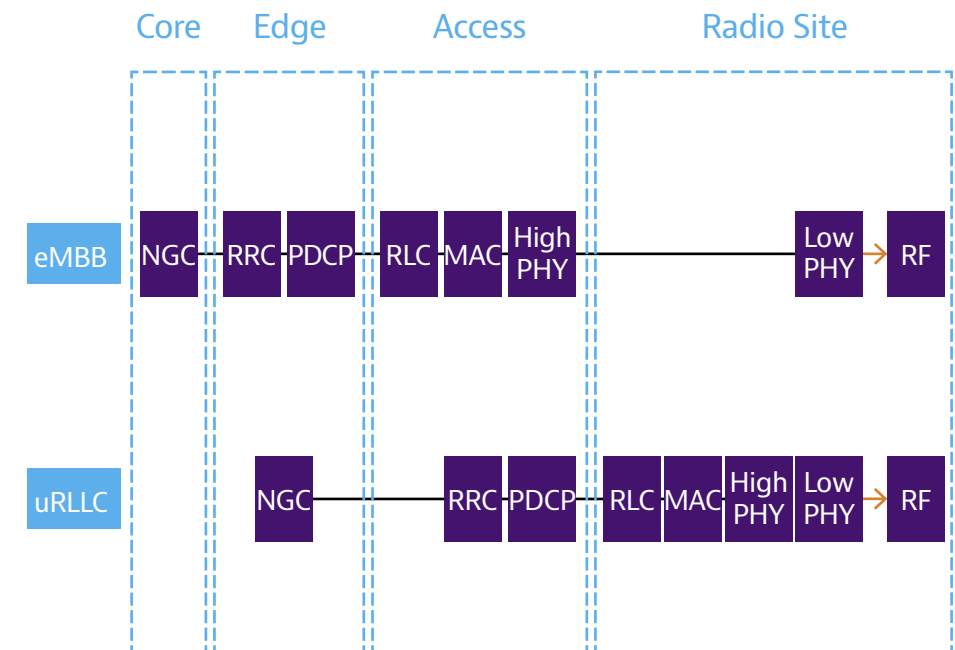 Core Edge Access Radio Site
eMBB NGC RRC PDCP RLC MAC High PHY Low PHY RF
uRLLC NGC RRC PDCP RLC MAC High PHY Low PHY RF